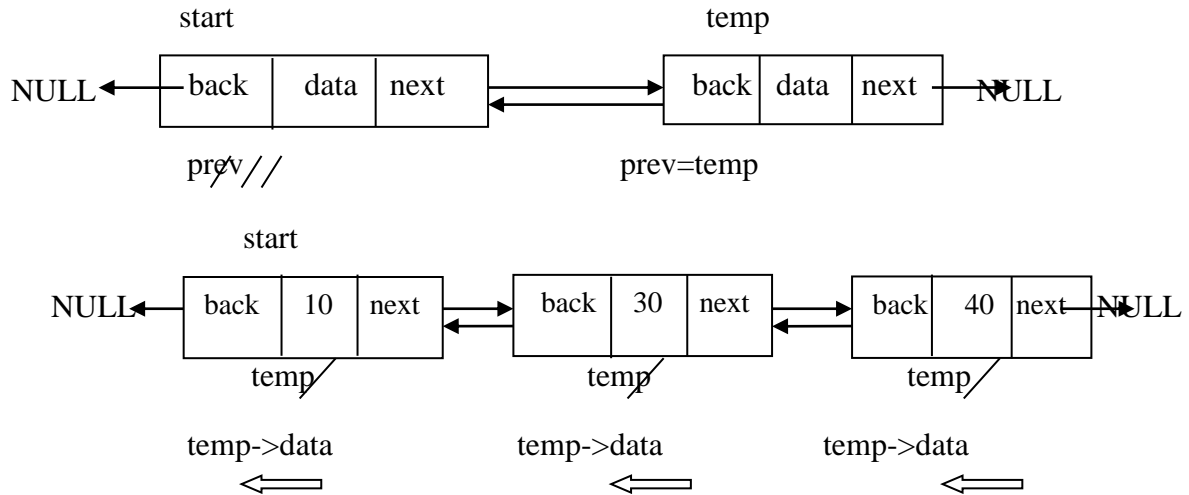 start temp
NULL back data next back data next NULL
prev prev=temp
start
NULL back 10 next back 30 next back 40 next NULL
temp temp temp
temp->data temp->data temp->data